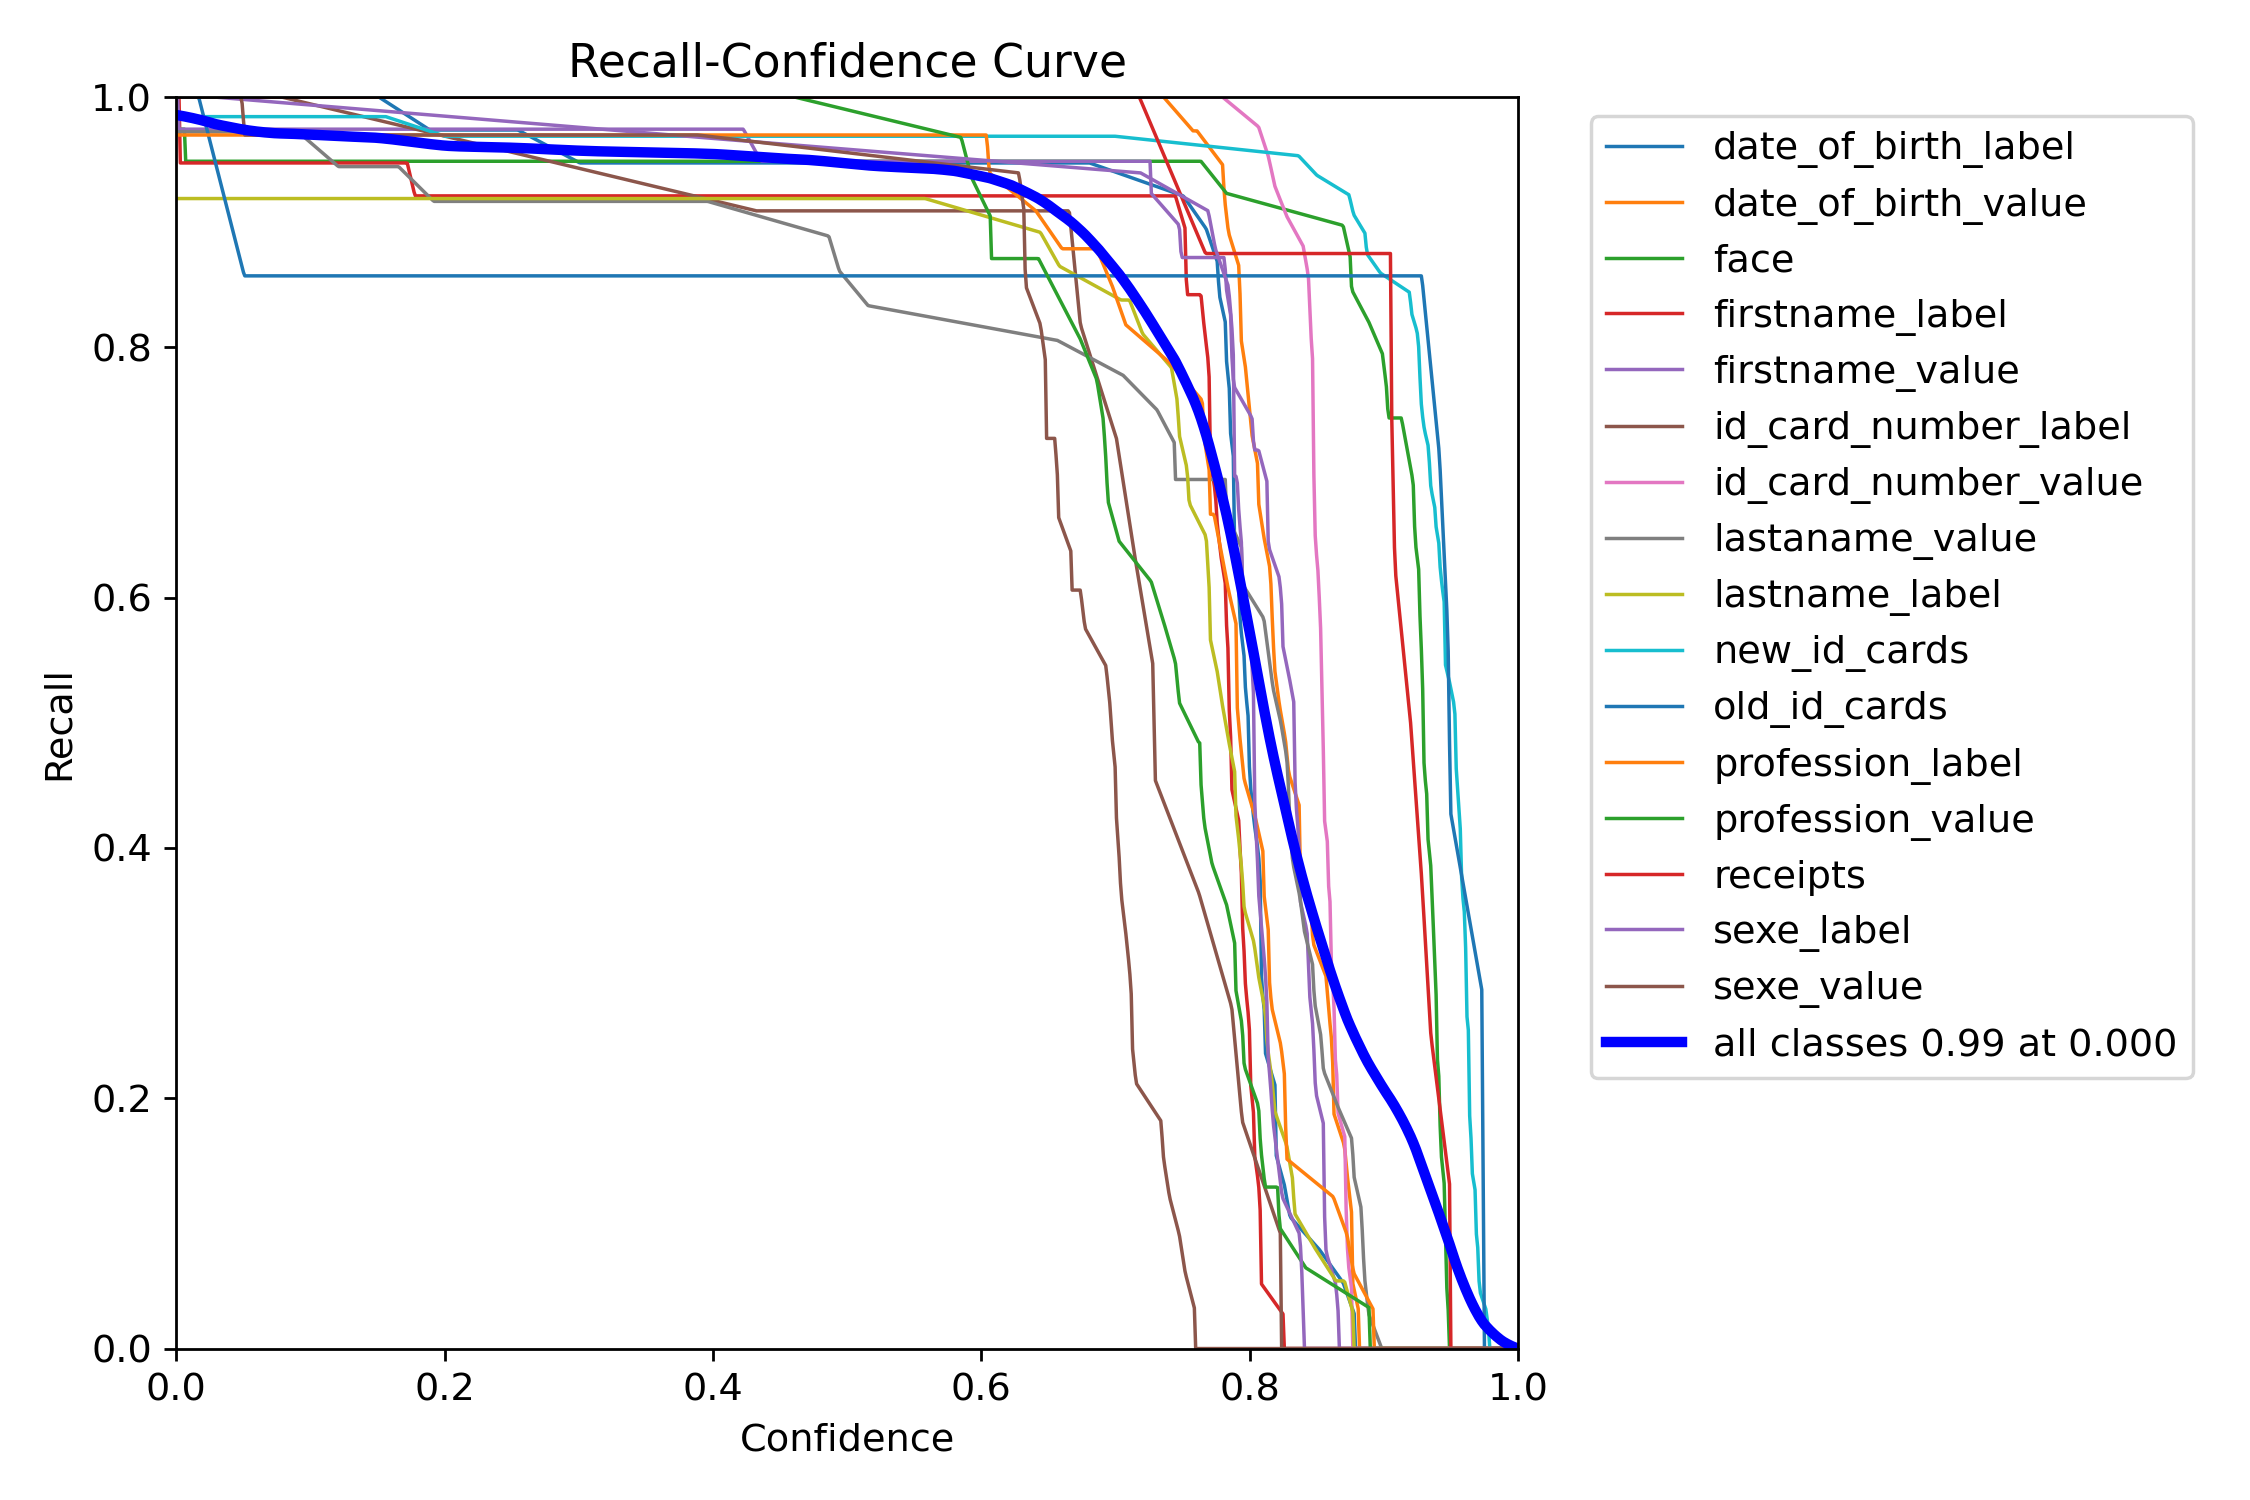 Recall-Confidence Curve
1.0
0.8
0.6
0.4
0.2
0.0
Recall
0.0 0.2 0.4 0.6 0.8 1.0
Confidence
date_of_birth_label
date_of_birth_value
face
firstname_label
firstname_value
id_card_number_label
id_card_number_value
lastaname_value
lastname_label
new_id_cards
old_id_cards
profession_label
profession_value
receipts
sexe_label
sexe_value
all classes 0.99 at 0.000